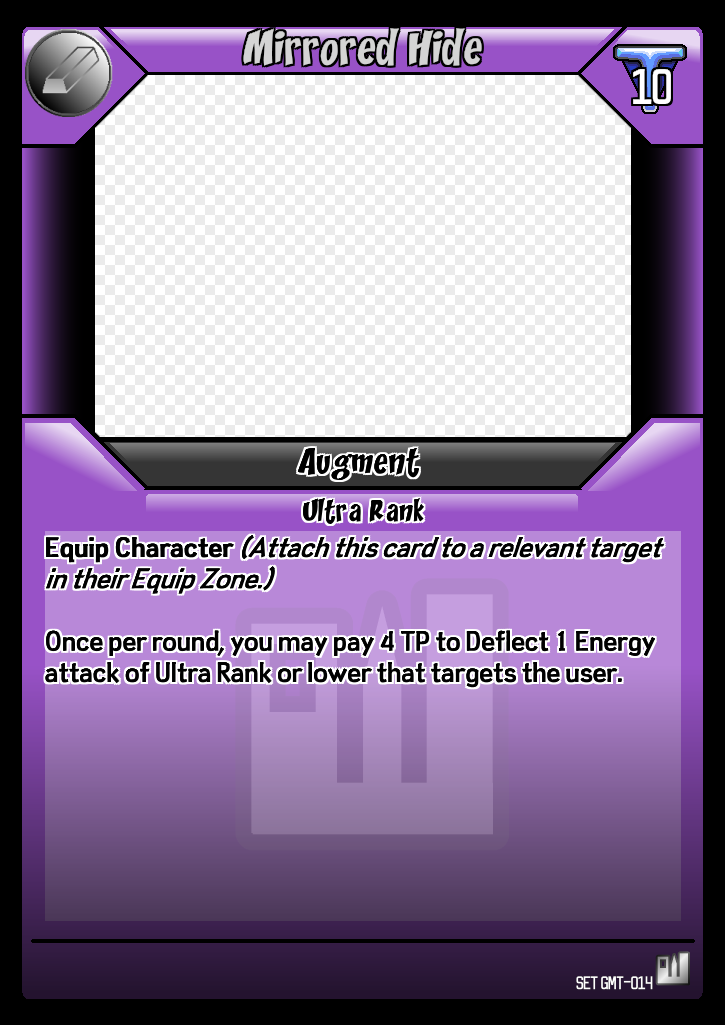 Mirrored Hide
10
Augment
Ultra Rank
Equip Character (Attach this card to a relevant target
in their Equip Zone.)
Once per round, you may pay 4 TP to Deflect 1 Energy
attack of Ultra Rank or lower that targets the user.
SET GMT-014